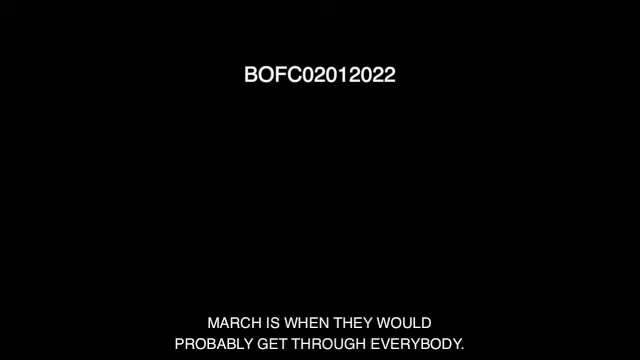 BOFC02012022
MARCH IS WHEN THEY WOULD
PROBABLY GET THROUGH EVERYBODY.